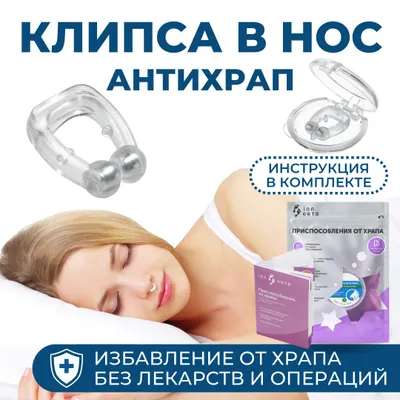 КЛИПСА В НОС
АНТИХРАП
ИНСТРУКЦИЯ
В КОМПЛЕКТЕ
ПРИСПОСОБЛЕНИЯ ОТ ХРАПА
ИЗБАВЛЕНИЕ ОТ ХРАПА
БЕЗ ЛЕКАРСТВ И ОПЕРАЦИЙ